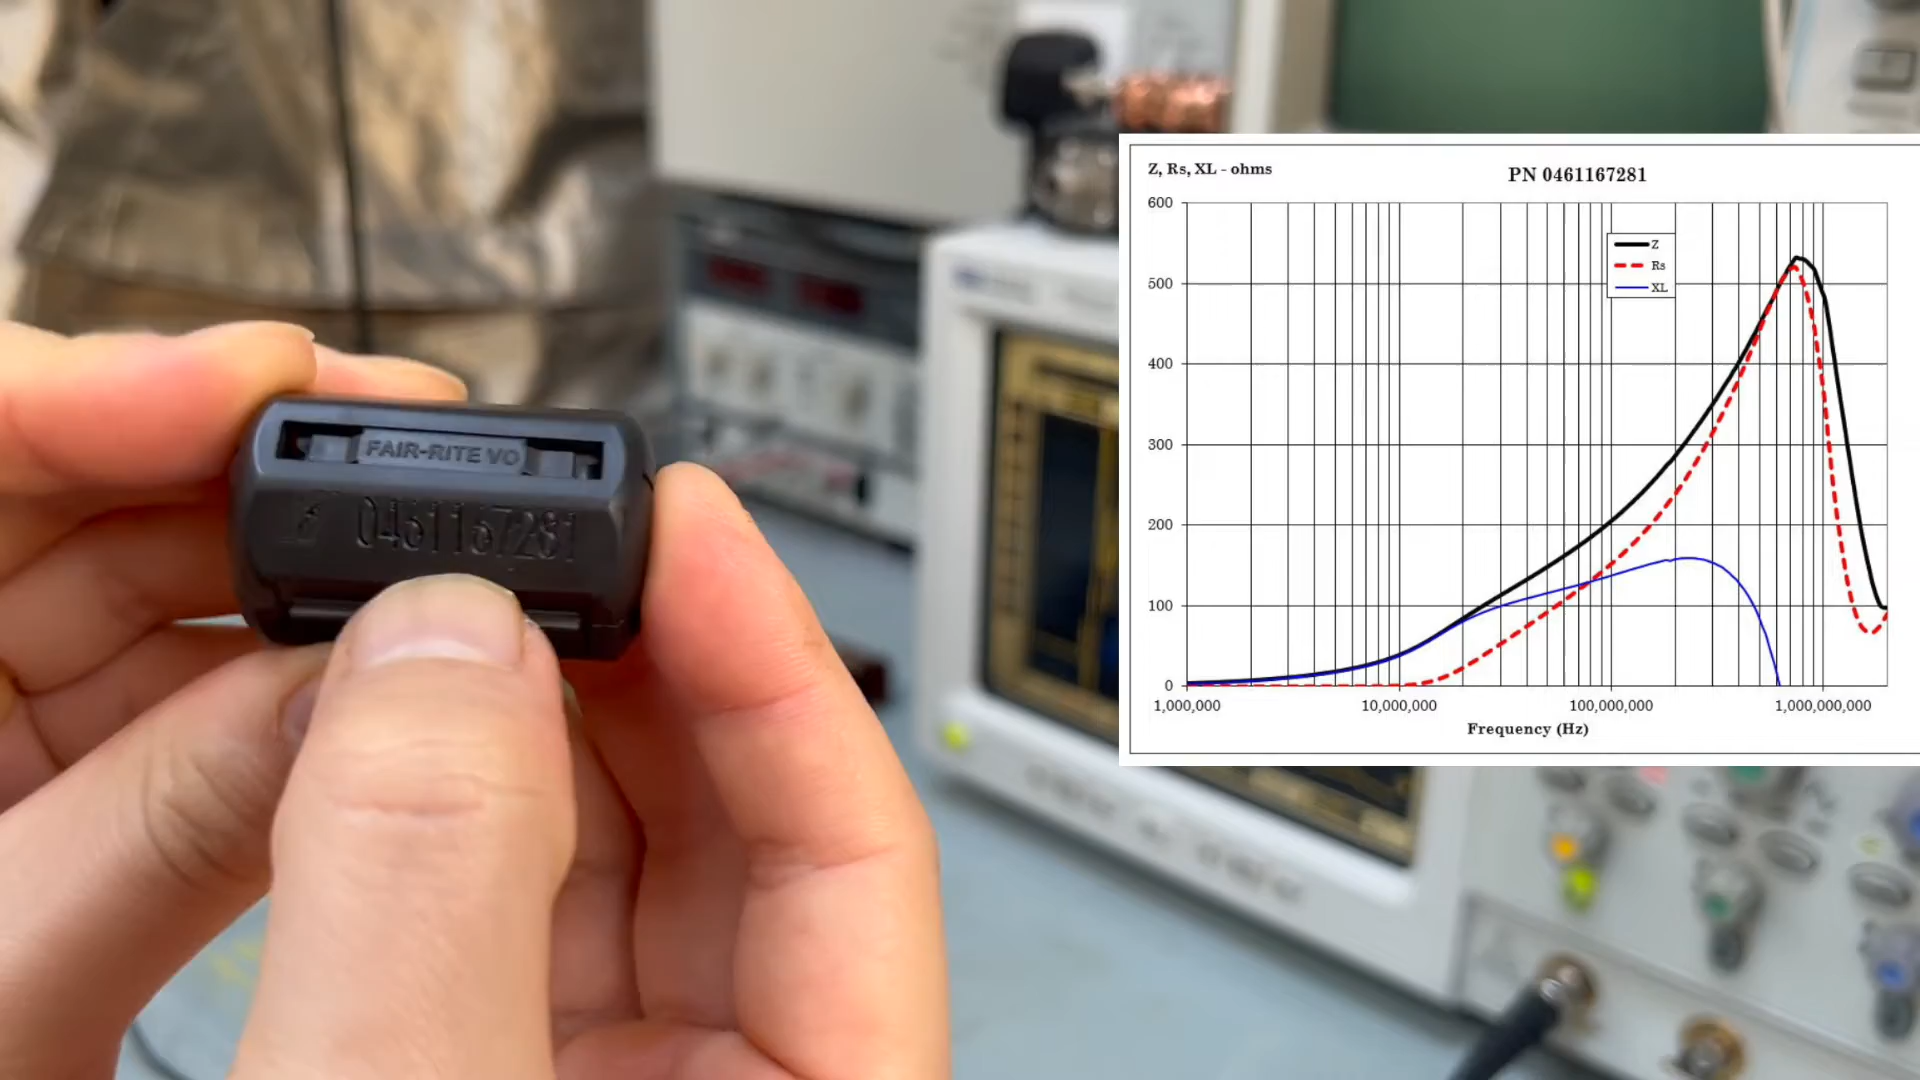 FAIR-RITE VO
0461167281
Z, Rs, XL - ohms
PN 0461167281
600
500
400
300
200
100
0
Z
Rs
XL
1,000,000
10,000,000
100,000,000
1,000,000,000
Frequency (Hz)